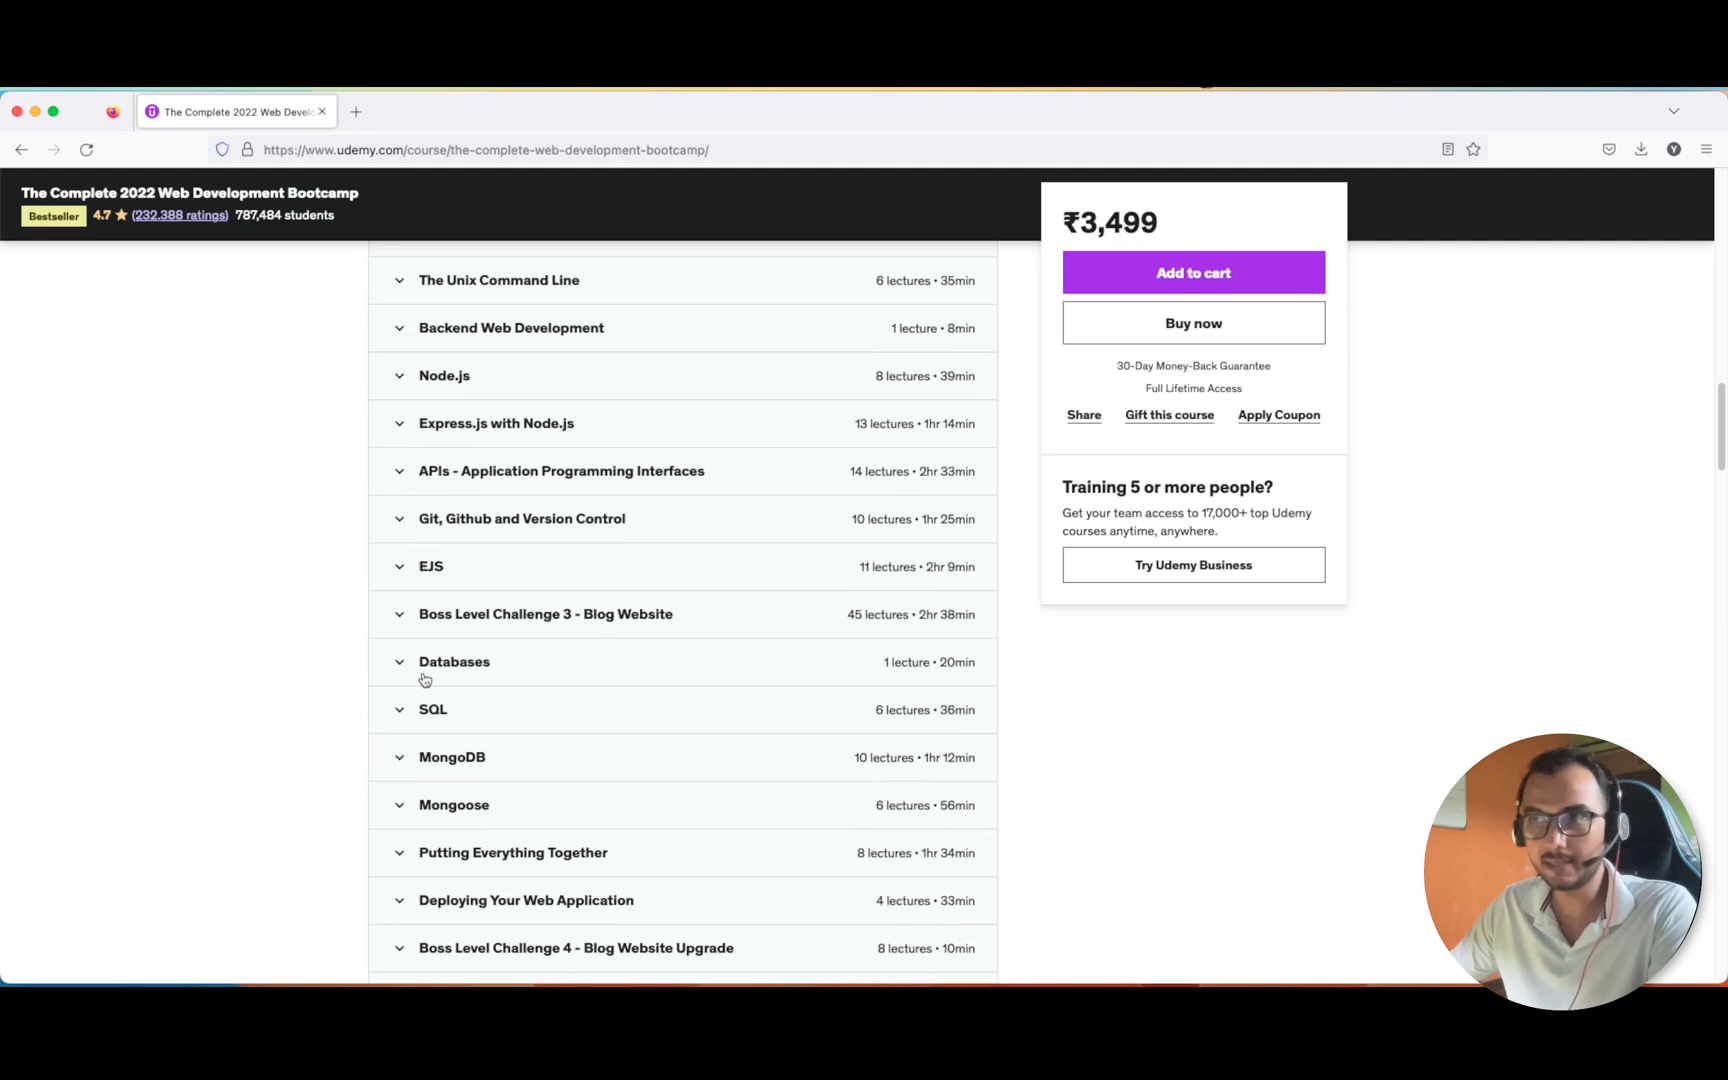 The Complete 2022 Web Develo
https://www.udemy.com/course/the-complete-web-development-bootcamp/
Y
The Complete 2022 Web Development Bootcamp
Bestseller 4.7 (232,388 ratings) 787,484 students
The Unix Command Line 6 lectures • 35min
Backend Web Development 1 lecture • 8min
Node.js 8 lectures • 39min
Express.js with Node.js 13 lectures • 1hr 14min
APIs - Application Programming Interfaces 14 lectures • 2hr 33min
Git, Github and Version Control 10 lectures • 1hr 25min
EJS 11 lectures • 2hr 9min
Boss Level Challenge 3 - Blog Website 45 lectures • 2hr 38min
Databases 1 lecture • 20min
SQL 6 lectures • 36min
MongoDB 10 lectures • 1hr 12min
Mongoose 6 lectures • 56min
Putting Everything Together 8 lectures • 1hr 34min
Deploying Your Web Application 4 lectures • 33min
Boss Level Challenge 4 - Blog Website Upgrade 8 lectures • 10min
₹3,499
Add to cart
Buy now
30-Day Money-Back Guarantee
Full Lifetime Access
Share Gift this course Apply Coupon
Training 5 or more people?
Get your team access to 17,000+ top Udemy
courses anytime, anywhere.
Try Udemy Business